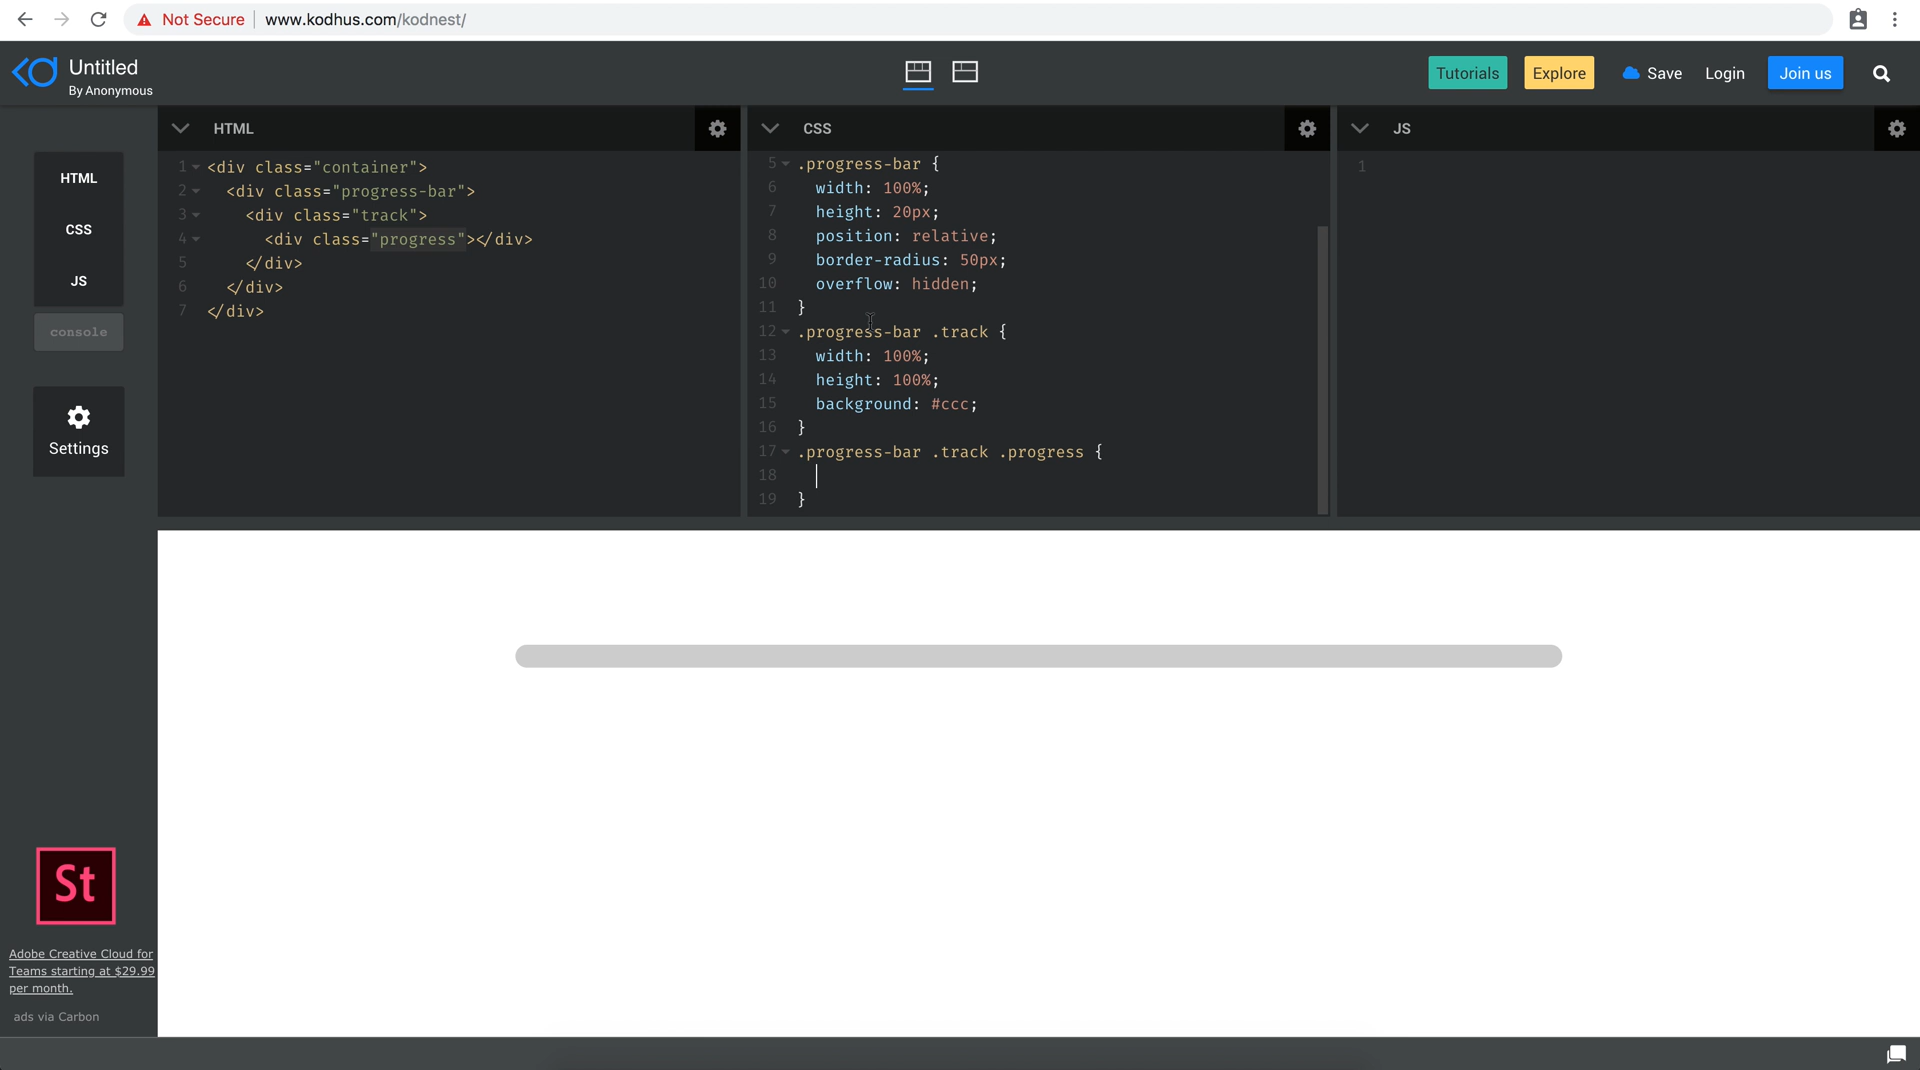 Not Secure www.kodhus.com/kodnest/
Untitled
By Anonymous
Tutorials
Explore
Save
Login
Join us
HTML
CSS
JS
console
Settings
HTML
1 <div class="container">
2 <div class="progress-bar">
3 <div class="track">
4 <div class="progress"></div>
5 </div>
6 </div>
7 </div>
CSS
5 .progress-bar {
6 width: 100%;
7 height: 20px;
8 position: relative;
9 border-radius: 50px;
10 overflow: hidden;
11 }
12 .progress-bar .track {
13 width: 100%;
14 height: 100%;
15 background: #ccc;
16 }
17 .progress-bar .track .progress {
18
19 }
JS
1
St
Adobe Creative Cloud for
Teams starting at $29.99
per month.
ads via Carbon